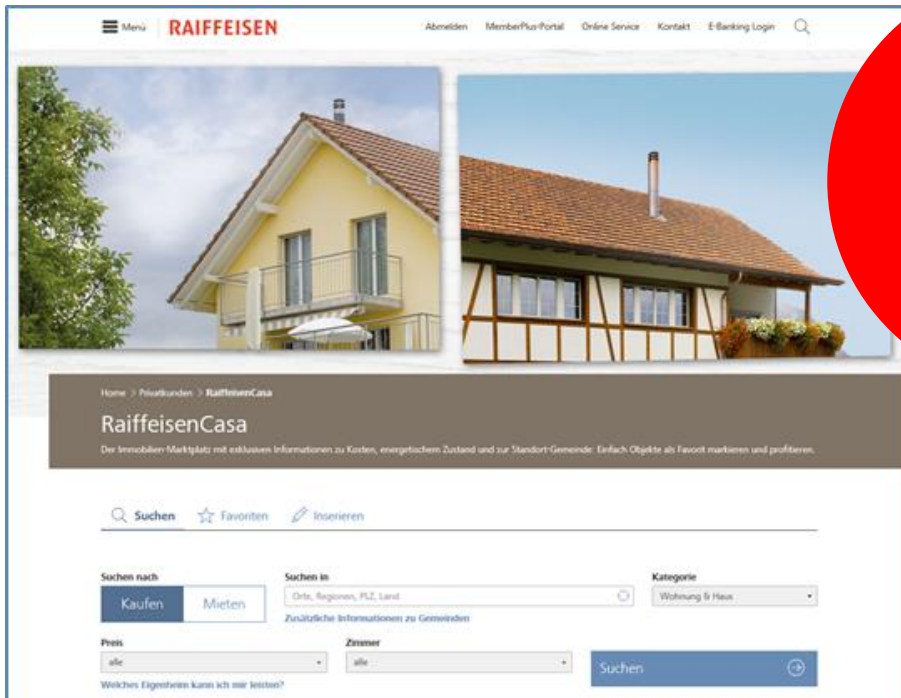 Menü RAIFFEISEN Abmelden MemberPlus-Portal Online Service Kontakt E-Banking Login
Home > Privatkunden > RaiffeisenCasa
RaiffeisenCasa
Der Immobilien-Marktplatz mit exklusiven Informationen zu Kosten, energetischem Zustand und zur Standort-Gemeinde: Einfach Objekte als Favorit markieren und profitieren.
Suchen Favoriten Inserieren
Suchen nach Suchen in Kategorie
Kaufen Mieten Orte, Regionen, PLZ, Land Wohnung & Haus
Zusätzliche Informationen zu Gemeinden
Preis Zimmer
alle alle Suchen
Welches Eigenheim kann ich mir leisten?